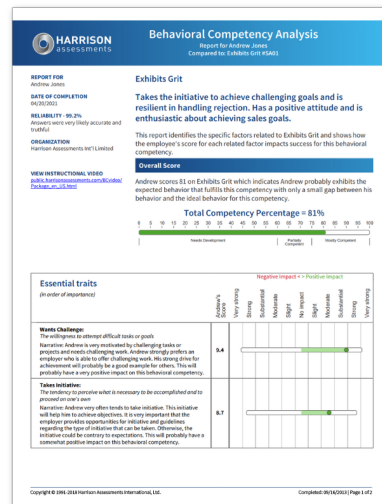 HARRISON
assessments
Behavioral Competency Analysis
Report for Andrew Jones
Compared to: Exhibits Grit #SA01
REPORT FOR
Andrew Jones
DATE OF COMPLETION
04/20/2021
RELIABILITY - 99.2%
Answers were very likely accurate and
truthful
ORGANIZATION
Harrison Assessments Int'l Limited
VIEW INSTRUCTIONAL VIDEO
public.harrisonassessments.com/BCvideo/
Package_en_US.html
Exhibits Grit
Takes the initiative to achieve challenging goals and is
resilient in handling rejection. Has a positive attitude and is
enthusiastic about achieving sales goals.
This report identifies the specific factors related to Exhibits Grit and shows how
the employee's score for each related factor impacts success for this behavioral
competency.
Overall Score
Andrew scores 81 on Exhibits Grit which indicates Andrew probably exhibits the
expected behavior that fulfills this competency with only a small gap between his
behavior and the ideal behavior for this competency.
Total Competency Percentage = 81%
0 5 10 15 20 25 30 35 40 45 50 55 60 65 70 75 80 85 90 95 100
Needs Development
Partially
Competent
Mostly Competent
Essential traits
(in order of importance)
Negative Impact < > Positive Impact
Andrew's
Score
Very strong
Strong
Substantial
Moderate
Slight
No impact
Slight
Moderate
Substantial
Strong
Very strong
Wants Challenge:
The willingness to attempt difficult tasks or goals
Narrative: Andrew is very motivated by challenging tasks or
projects and needs challenging work. Andrew strongly prefers an
employer who is able to offer challenging work. His strong drive for
achievement will probably be a good example for others. This will
probably have a very positive impact on this behavioral competency.
9.4
Takes Initiative:
The tendency to perceive what is necessary to be accomplished and to
proceed on one's own
Narrative: Andrew very often tends to take initiative. This initiative
will help him to achieve objectives. It is very important that the
employer provides opportunities for initiative and guidelines
regarding the type of initiative that can be taken. Otherwise, the
initiative could be contrary to expectations. This will probably have a
somewhat positive impact on this behavioral competency.
8.7
Copyright © 1991-2016 Harrison Assessments International, Ltd.
Completed: 09/16/2013 | Page 1 of 2